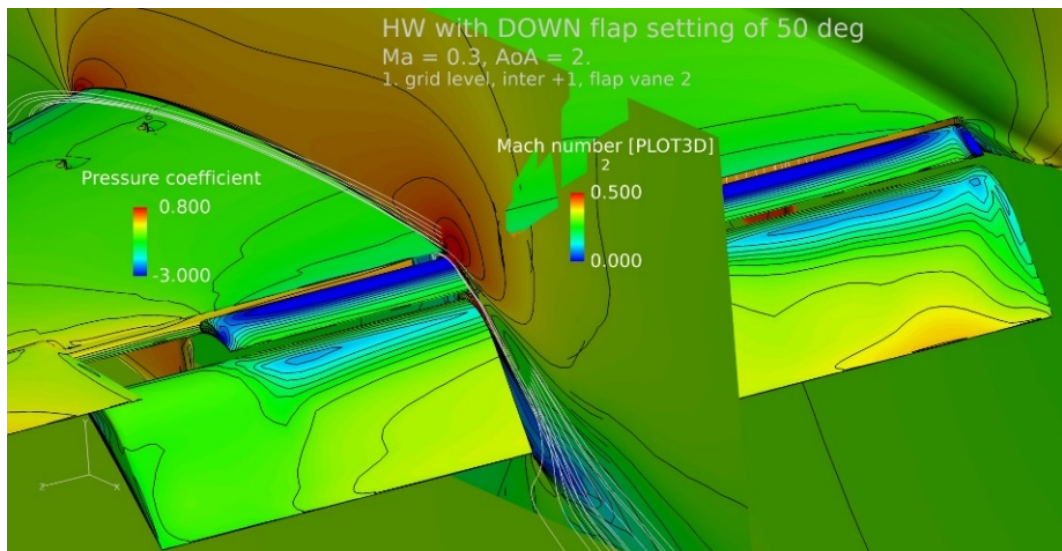 HW with DOWN flap setting of 50 deg
Ma = 0.3, AoA = 2.
1. grid level, inter +1, flap vane 2
Mach number [PLOT3D]
2
0.500
0.000
Pressure coefficient
0.800
-3.000
z
x